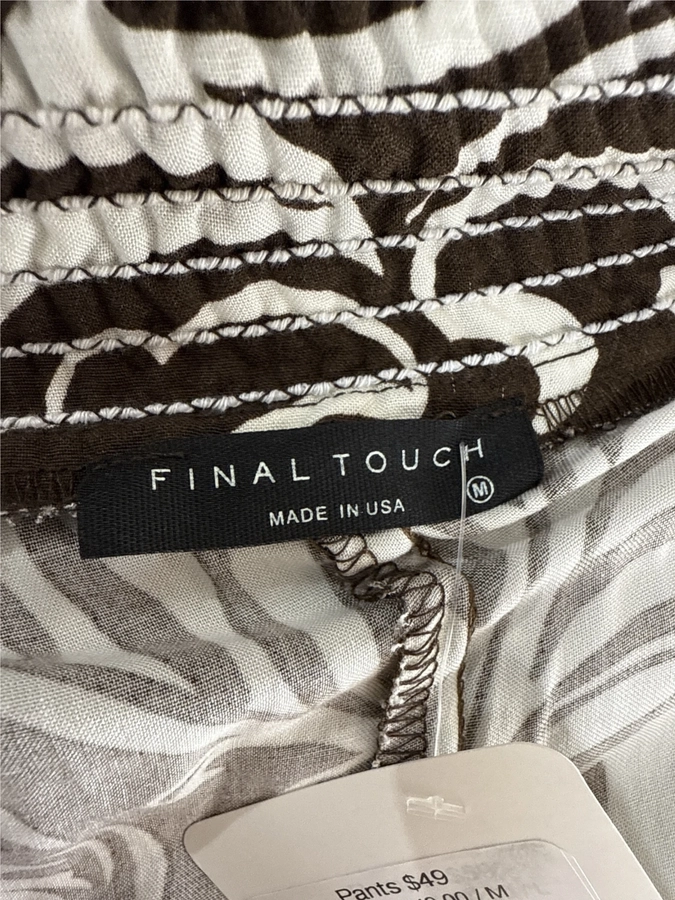 FINAL TOUCH
M
MADE IN USA
Pants $49
/ M